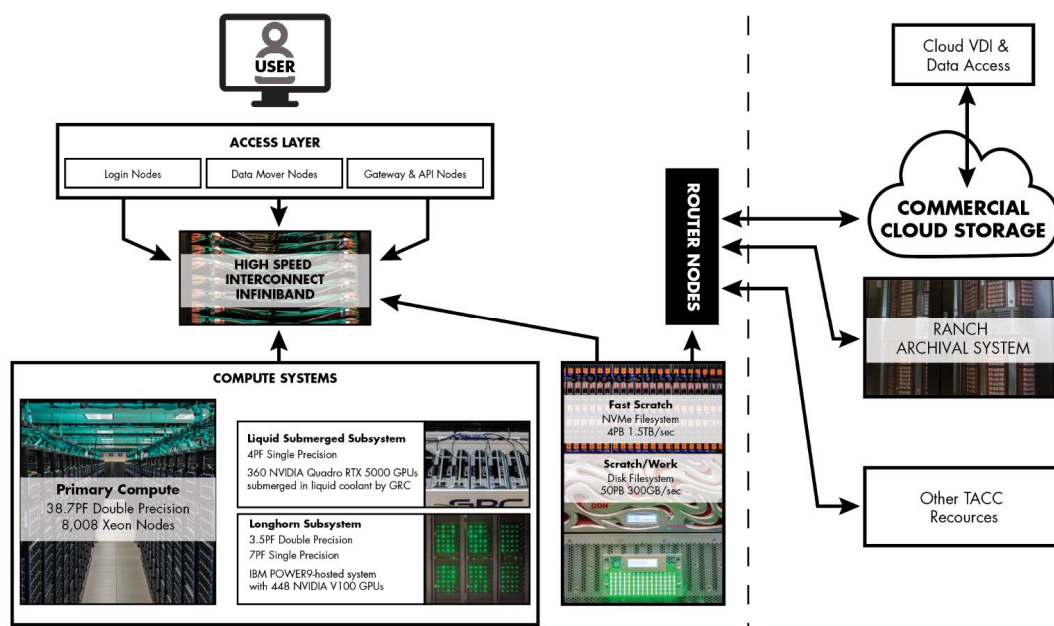 USER
ACCESS LAYER
Login Nodes
Data Mover Nodes
Gateway & API Nodes
HIGH SPEED
INTERCONNECT
INFINIBAND
COMPUTE SYSTEMS
Primary Compute
38.7PF Double Precision
8,008 Xeon Nodes
Liquid Submerged Subsystem
4PF Single Precision
360 NVIDIA Quadro RTX 5000 GPUs
submerged in liquid coolant by GRC
GRC
Longhorn Subsystem
3.5PF Double Precision
7PF Single Precision
IBM POWER9-hosted system
with 448 NVIDIA V100 GPUs
STORAGE SUBSYSTEM
Fast Scratch
NVMe Filesystem
4PB 1.5TB/sec
Scratch/Work
Disk Filesystem
50PB 300GB/sec
DDN
ROUTER NODES
Cloud VDI &
Data Access
COMMERCIAL
CLOUD STORAGE
RANCH
ARCHIVAL SYSTEM
Other TACC
Recources